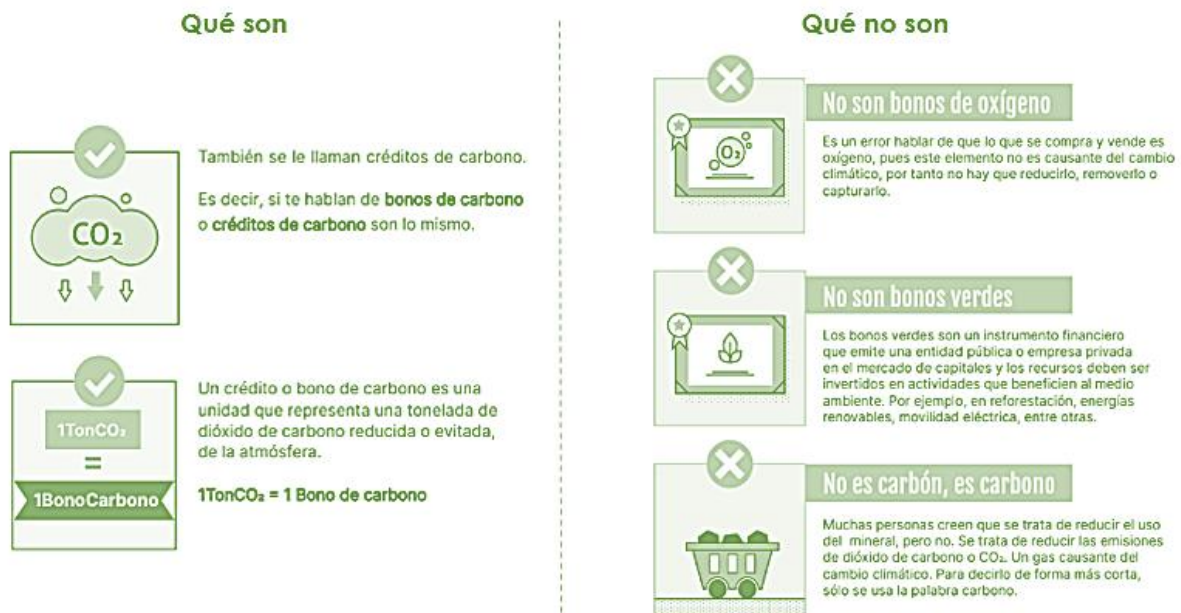 Qué son
También se le llaman créditos de carbono.
Es decir, si te hablan de bonos de carbono
o créditos de carbono son lo mismo.
CO₂
Un crédito o bono de carbono es una
unidad que representa una tonelada de
dióxido de carbono reducida o evitada,
de la atmósfera.
1TonCO₂ = 1 Bono de carbono
1TonCO₂
=
1BonoCarbono
Qué no son
No son bonos de oxígeno
O₂
Es un error hablar de que lo que se compra y vende es
oxígeno, pues este elemento no es causante del cambio
climático, por tanto no hay que reducirlo, removerlo o
capturarlo.
No son bonos verdes
Los bonos verdes son un instrumento financiero
que emite una entidad pública o empresa privada
en el mercado de capitales y los recursos deben ser
invertidos en actividades que beneficien al medio
ambiente. Por ejemplo, en reforestación, energías
renovables, movilidad eléctrica, entre otras.
No es carbón, es carbono
Muchas personas creen que se trata de reducir el uso
del mineral, pero no. Se trata de reducir las emisiones
de dióxido de carbono o CO₂. Un gas causante del
cambio climático. Para decirlo de forma más corta,
sólo se usa la palabra carbono.